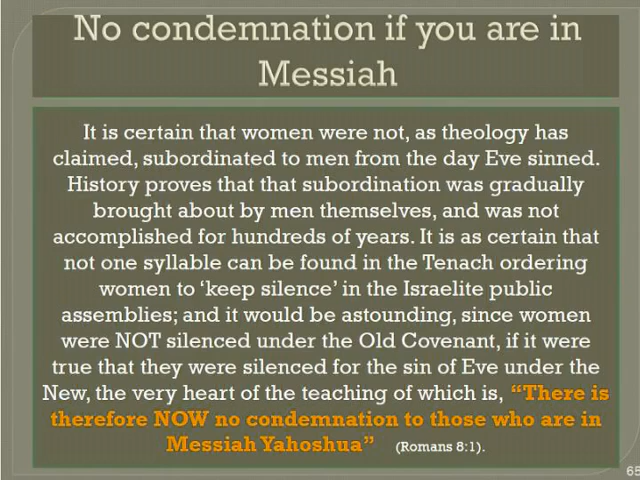 No condemnation if you are in
Messiah
It is certain that women were not, as theology has
claimed, subordinated to men from the day Eve sinned.
History proves that that subordination was gradually
brought about by men themselves, and was not
accomplished for hundreds of years. It is as certain that
not one syllable can be found in the Tenach ordering
women to ‘keep silence’ in the Israelite public
assemblies; and it would be astounding, since women
were NOT silenced under the Old Covenant, if it were
true that they were silenced for the sin of Eve under the
New, the very heart of the teaching of which is, “There is
therefore NOW no condemnation to those who are in
Messiah Yahoshua” (Romans 8:1).
65